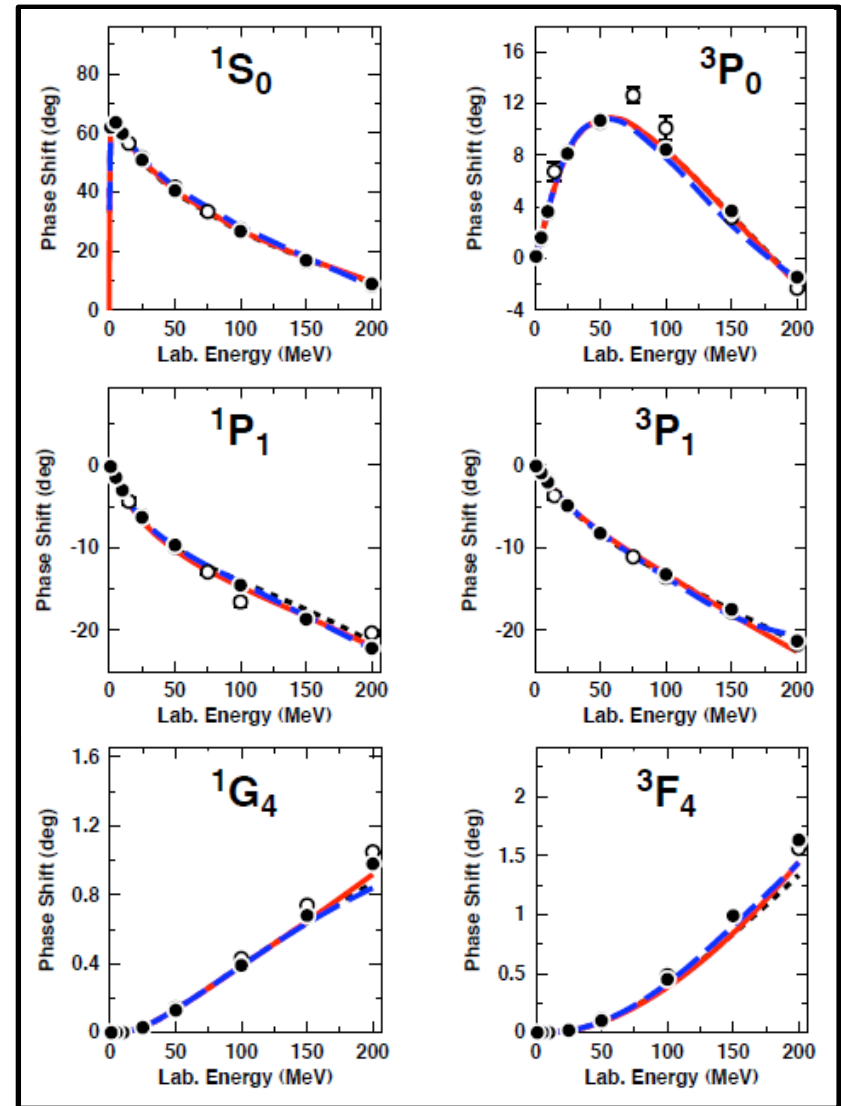 ¹S₀
Phase Shift (deg)
80
60
40
20
0
0 50 100 150 200
Lab. Energy (MeV)
³P₀
Phase Shift (deg)
16
12
8
4
0
-4
0 50 100 150 200
Lab. Energy (MeV)
¹P₁
Phase Shift (deg)
0
-10
-20
0 50 100 150 200
Lab. Energy (MeV)
³P₁
Phase Shift (deg)
0
-10
-20
0 50 100 150 200
Lab. Energy (MeV)
¹G₄
Phase Shift (deg)
1.6
1.2
0.8
0.4
0
0 50 100 150 200
Lab. Energy (MeV)
³F₄
Phase Shift (deg)
2
1.5
1
0.5
0
0 50 100 150 200
Lab. Energy (MeV)